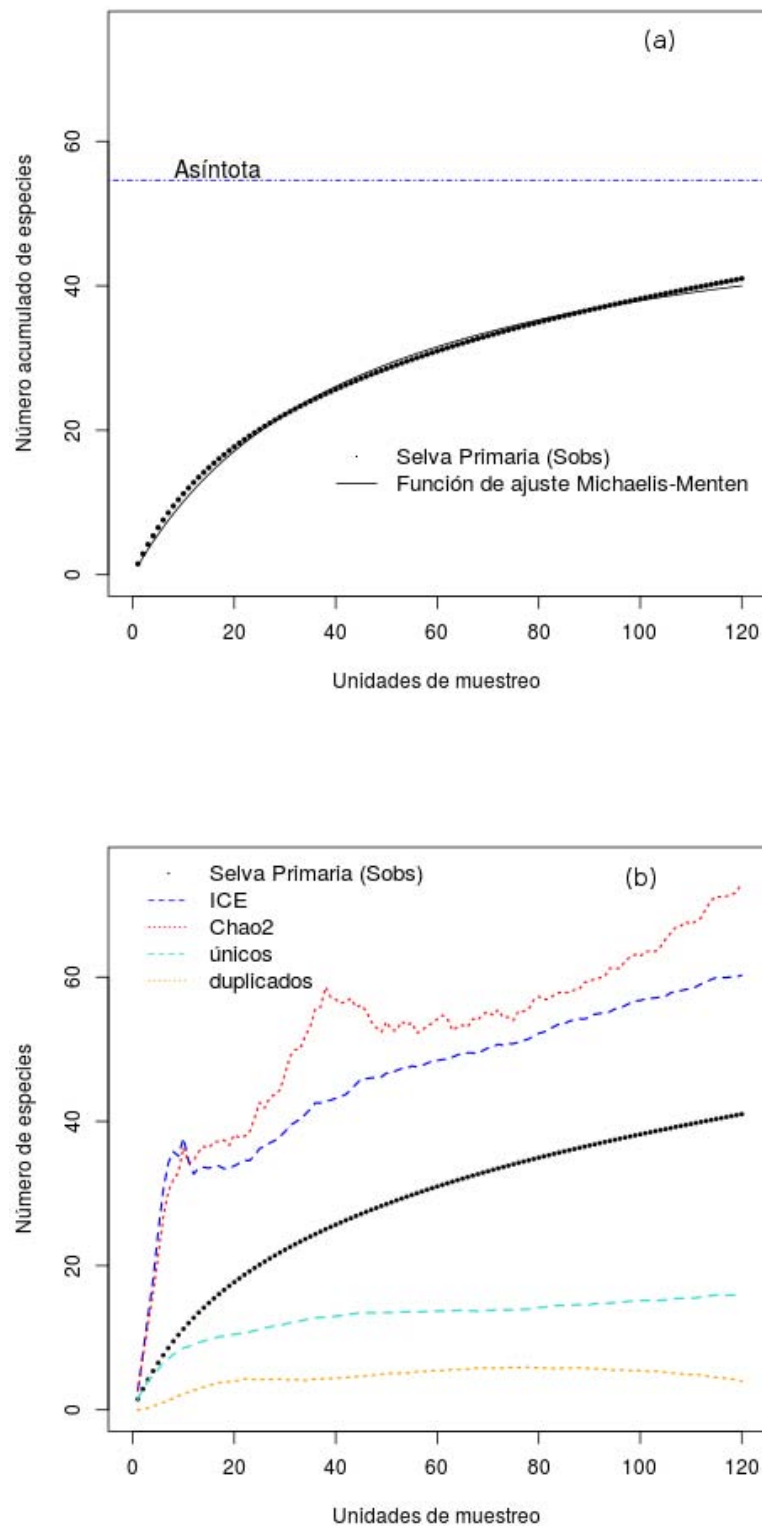 (a)
60
40
20
0
Número acumulado de especies
Asíntota
Selva Primaria (Sobs)
Función de ajuste Michaelis-Menten
0 20 40 60 80 100 120
Unidades de muestreo
(b)
Selva Primaria (Sobs)
ICE
Chao2
únicos
duplicados
60
40
20
0
Número de especies
0 20 40 60 80 100 120
Unidades de muestreo